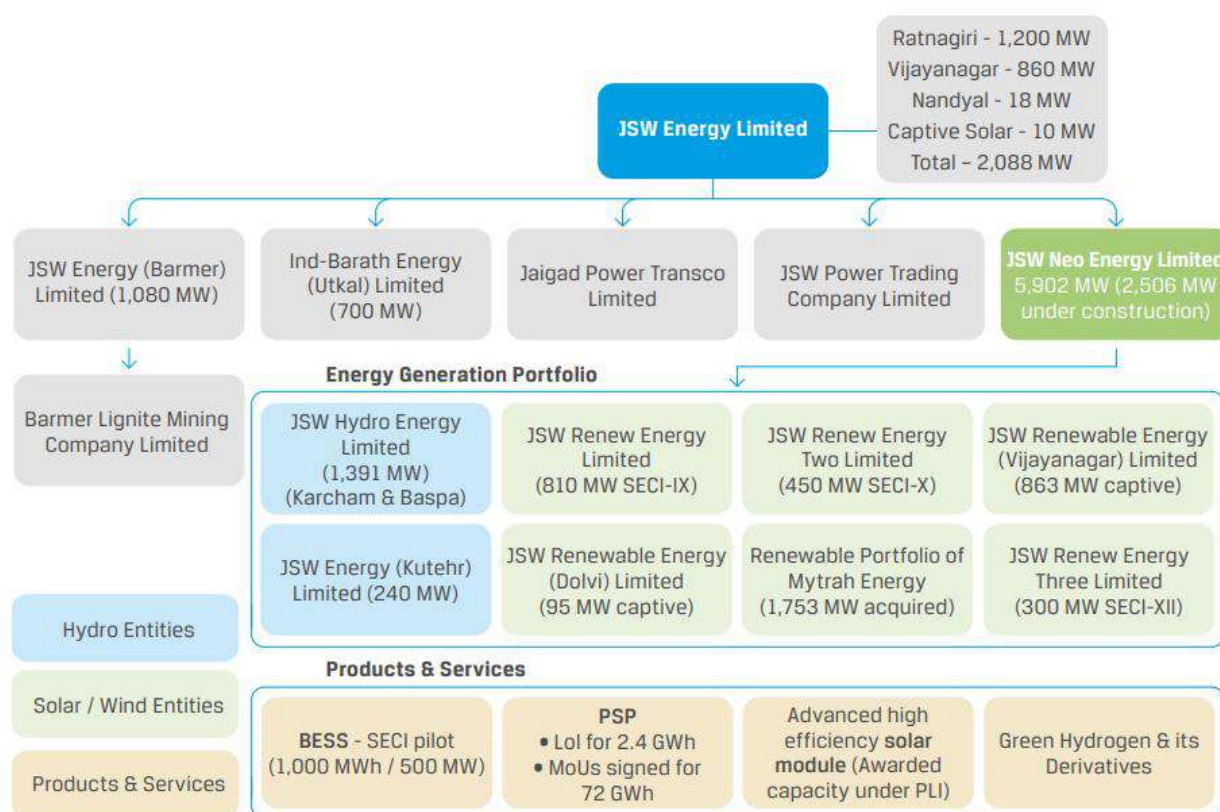 Ratnagiri - 1,200 MW
Vijayanagar - 860 MW
Nandyal - 18 MW
Captive Solar - 10 MW
Total – 2,088 MW
JSW Energy Limited
JSW Energy (Barmer)
Limited (1,080 MW)
Ind-Barath Energy
(Utkal) Limited
(700 MW)
Jaigad Power Transco
Limited
JSW Power Trading
Company Limited
JSW Neo Energy Limited
5,902 MW (2,506 MW
under construction)
Barmer Lignite Mining
Company Limited
Energy Generation Portfolio
JSW Hydro Energy
Limited
(1,391 MW)
(Karcham & Baspa)
JSW Renew Energy
Limited
(810 MW SECI-IX)
JSW Renew Energy
Two Limited
(450 MW SECI-X)
JSW Renewable Energy
(Vijayanagar) Limited
(863 MW captive)
JSW Energy (Kutehr)
Limited (240 MW)
JSW Renewable Energy
(Dolvi) Limited
(95 MW captive)
Renewable Portfolio of
Mytrah Energy
(1,753 MW acquired)
JSW Renew Energy
Three Limited
(300 MW SECI-XII)
Hydro Entities
Solar / Wind Entities
Products & Services
Products & Services
BESS - SECI pilot
(1,000 MWh / 500 MW)
PSP
• LoI for 2.4 GWh
• MoUs signed for
72 GWh
Advanced high
efficiency solar
module (Awarded
capacity under PLI)
Green Hydrogen & its
Derivatives